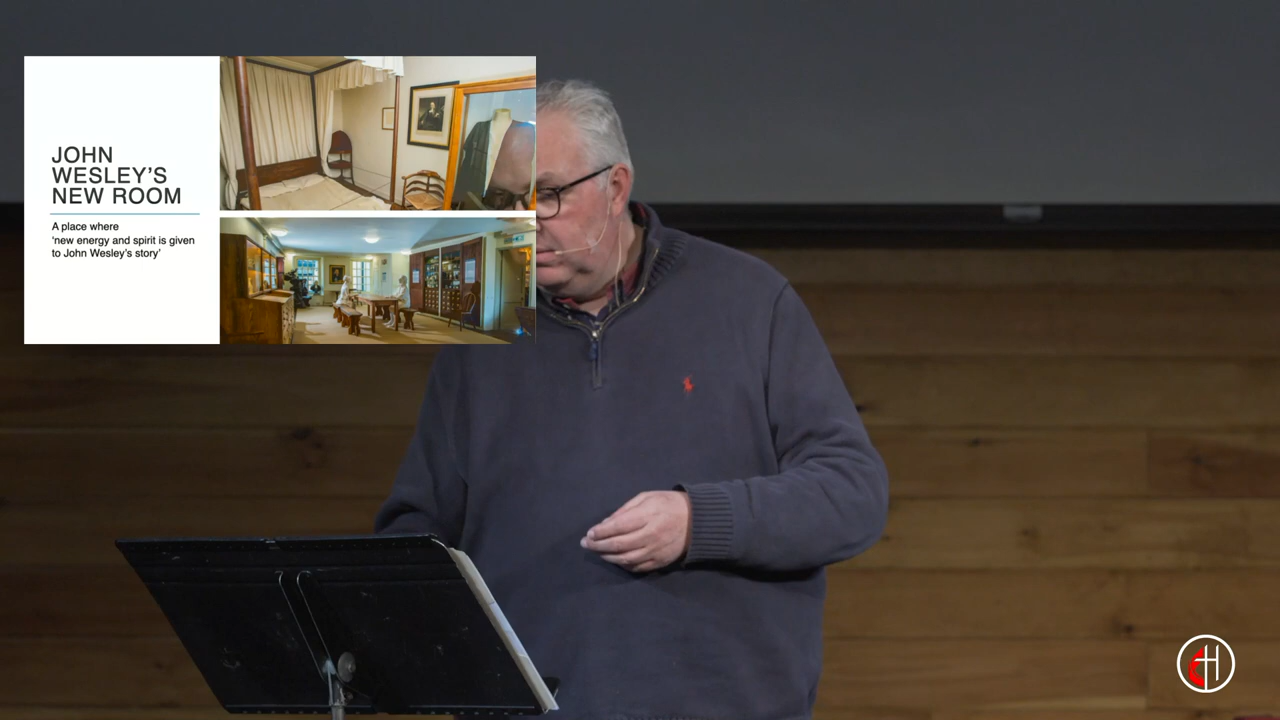 JOHN
WESLEY'S
NEW ROOM
A place where
'new energy and spirit is given
to John Wesley's story'